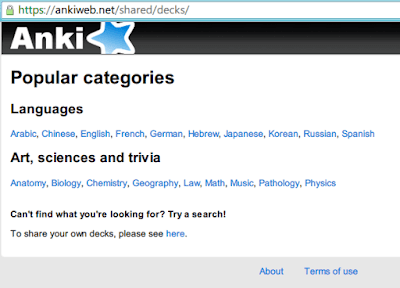 https://ankiweb.net/shared/decks/
Anki
Popular categories
Languages
Arabic, Chinese, English, French, German, Hebrew, Japanese, Korean, Russian, Spanish
Art, sciences and trivia
Anatomy, Biology, Chemistry, Geography, Law, Math, Music, Pathology, Physics
Can't find what you're looking for? Try a search!
To share your own decks, please see here.
About Terms of use